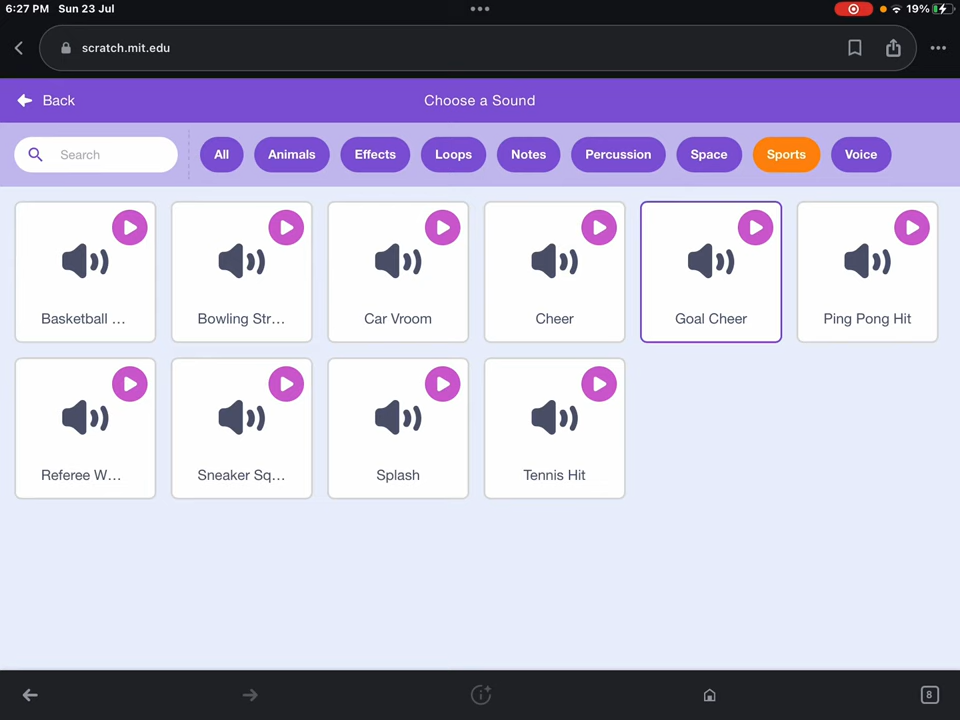 6:27 PM Sun 23 Jul 19%
scratch.mit.edu
Back Choose a Sound
Search All Animals Effects Loops Notes Percussion Space Sports Voice
Basketball ... Bowling Str... Car Vroom Cheer Goal Cheer Ping Pong Hit
Referee W... Sneaker Sq... Splash Tennis Hit
8